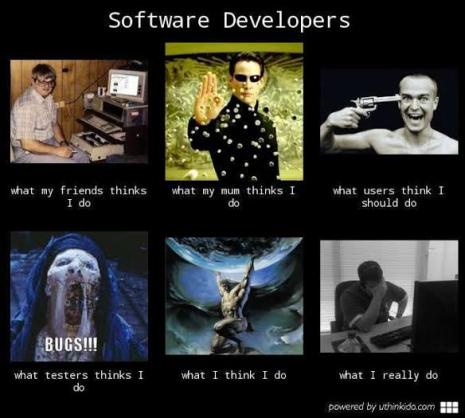 Software Developers
what my friends thinks
I do
what my mum thinks I
do
what users think I
should do
BUGS!!!
what testers thinks I
do
what I think I do
what I really do
powered by uthinkido.com